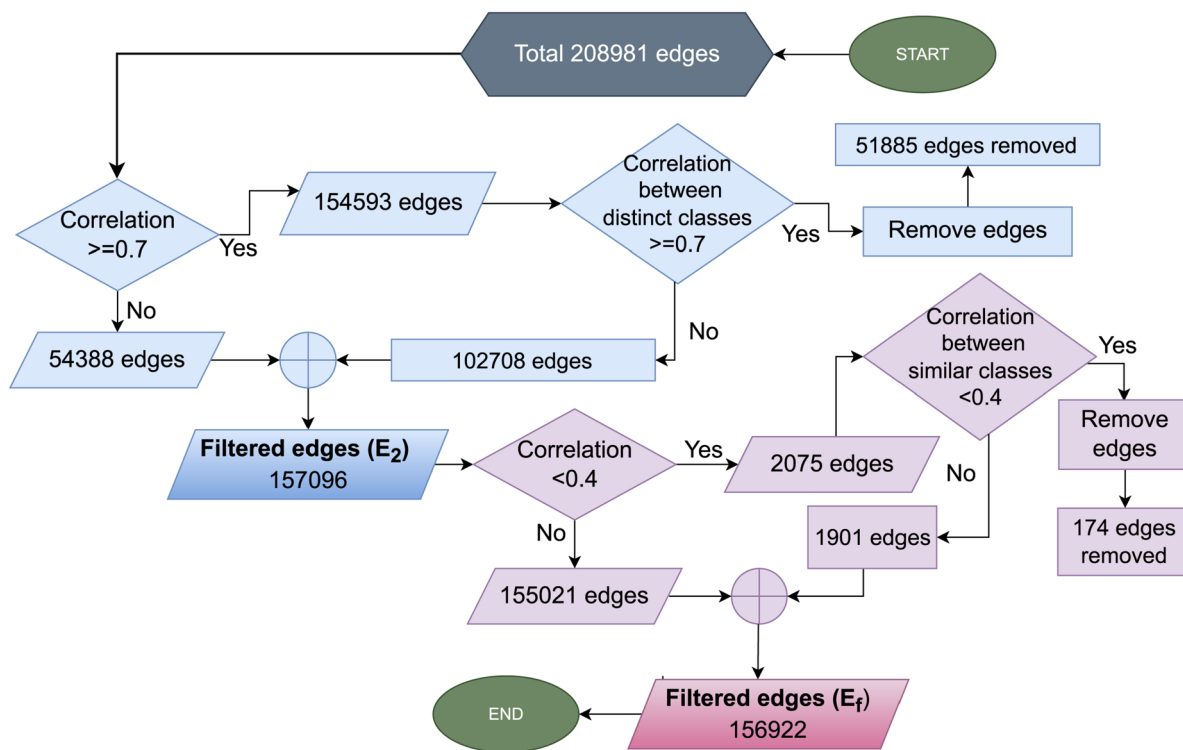 Total 208981 edges
START
Correlation
>=0.7
Yes
154593 edges
Correlation
between
distinct classes
>=0.7
Yes
Remove edges
51885 edges removed
No
54388 edges
No
102708 edges
Filtered edges (E2)
157096
Correlation
<0.4
Yes
2075 edges
Correlation
between
similar classes
<0.4
Yes
Remove
edges
174 edges
removed
No
1901 edges
No
155021 edges
Filtered edges (Ef)
156922
END